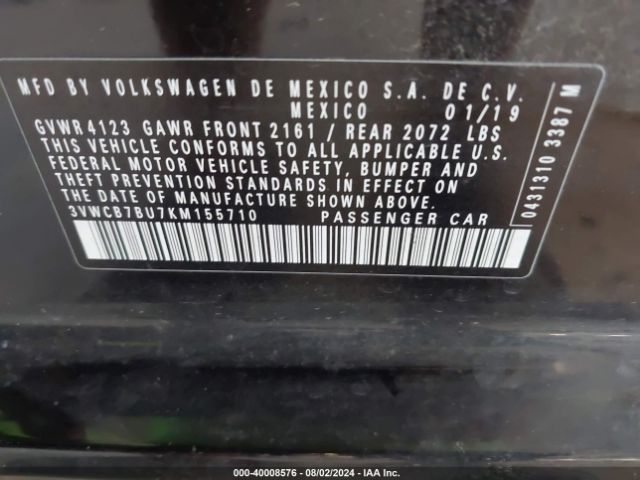 MFD BY VOLKSWAGEN DE MEXICO S.A. DE C.V.
MEXICO 01/19
GVWR 4123 GAWR FRONT 2161 / REAR 2072 LBS
THIS VEHICLE CONFORMS TO ALL APPLICABLE U.S.
FEDERAL MOTOR VEHICLE SAFETY, BUMPER AND
THEFT PREVENTION STANDARDS IN EFFECT ON
THE DATE OF MANUFACTURE SHOWN ABOVE.
3VWCB7BU7KM155710 PASSENGER CAR
0431310 3387 M
000-40008576 - 08/02/2024 - IAA Inc.